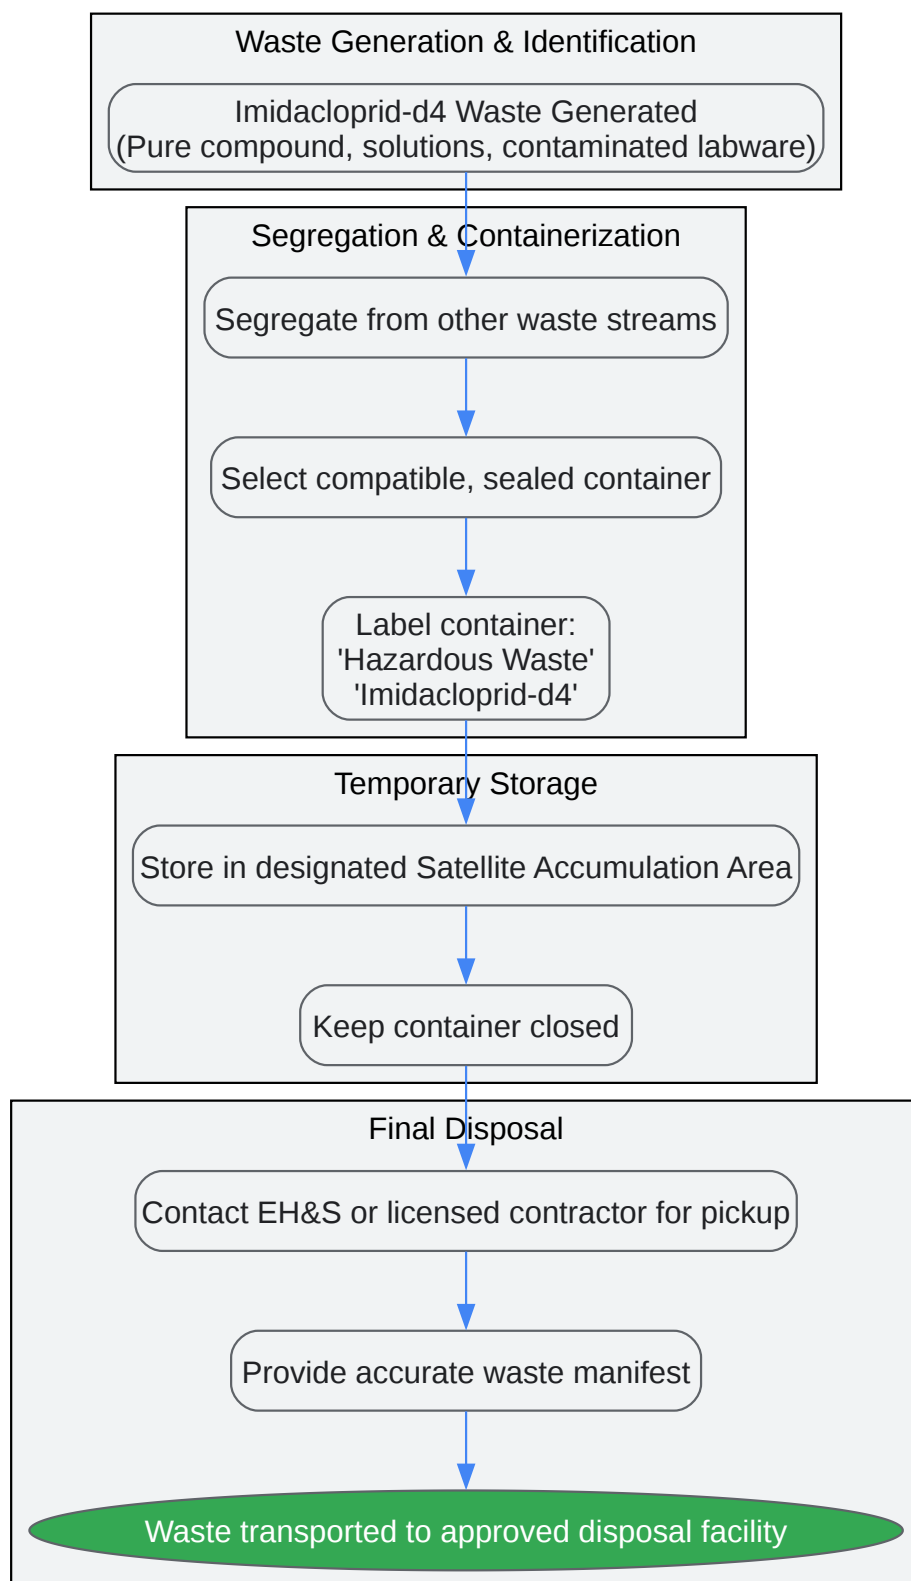 Waste Generation & Identification
Imidacloprid-d4 Waste Generated
(Pure compound, solutions, contaminated labware)
Segregation & Containerization
Segregate from other waste streams
Select compatible, sealed container
Label container:
'Hazardous Waste'
'Imidacloprid-d4'
Temporary Storage
Store in designated Satellite Accumulation Area
Keep container closed
Final Disposal
Contact EH&S or licensed contractor for pickup
Provide accurate waste manifest
Waste transported to approved disposal facility